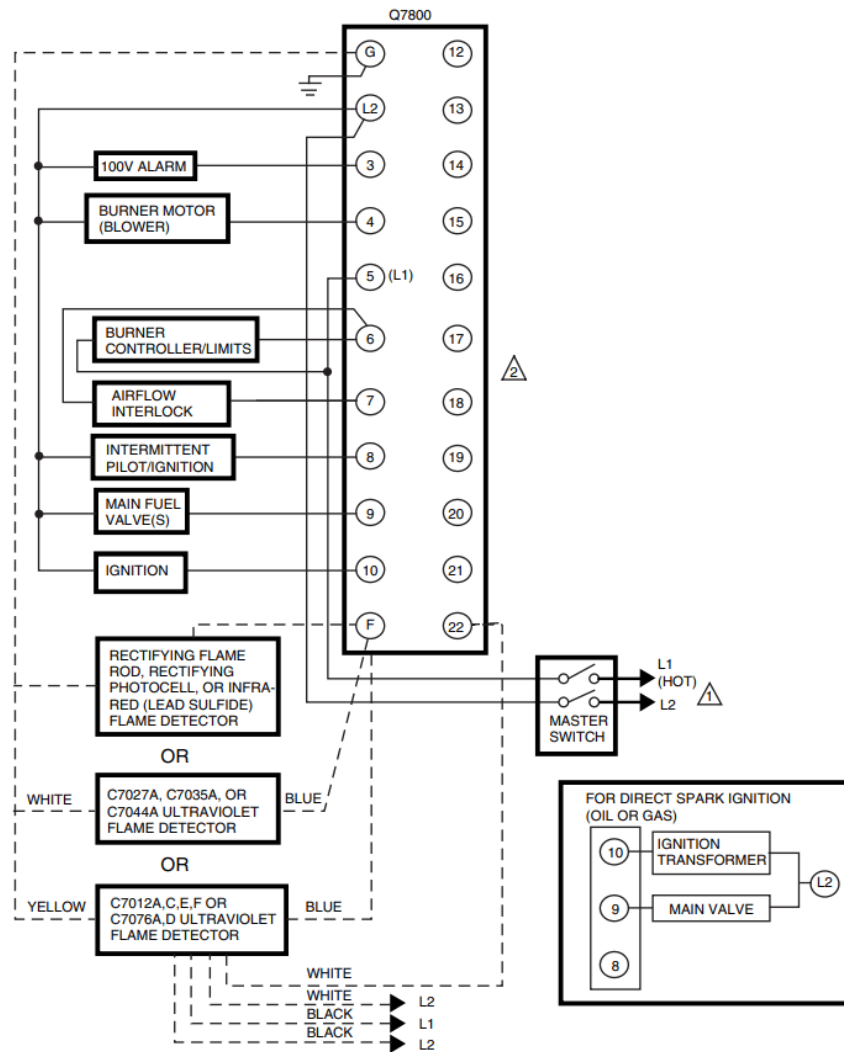 Q7800
G
12
L2
13
100V ALARM
3
14
BURNER MOTOR
(BLOWER)
4
15
5
(L1)
16
BURNER
CONTROLLER/LIMITS
6
17
2
AIRFLOW
INTERLOCK
7
18
INTERMITTENT
PILOT/IGNITION
8
19
MAIN FUEL
VALVE(S)
9
20
IGNITION
10
21
F
22
RECTIFYING FLAME
ROD, RECTIFYING
PHOTOCELL, OR INFRA-
RED (LEAD SULFIDE)
FLAME DETECTOR
L1
(HOT)
L2
1
MASTER
SWITCH
OR
WHITE
C7027A, C7035A, OR
C7044A ULTRAVIOLET
FLAME DETECTOR
BLUE
OR
YELLOW
C7012A,C,E,F OR
C7076A,D ULTRAVIOLET
FLAME DETECTOR
BLUE
WHITE
WHITE
L2
BLACK
L1
BLACK
L2
FOR DIRECT SPARK IGNITION
(OIL OR GAS)
10
IGNITION
TRANSFORMER
L2
9
MAIN VALVE
8